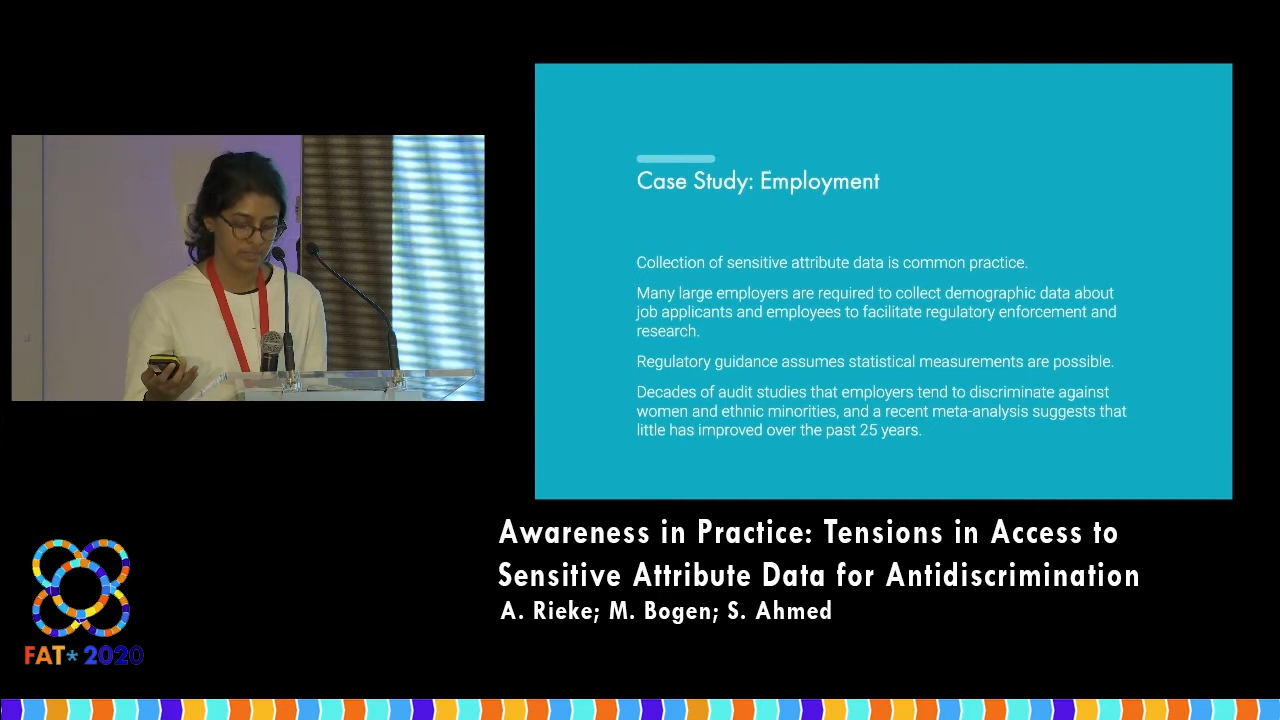 Case Study: Employment
Collection of sensitive attribute data is common practice.
Many large employers are required to collect demographic data about
job applicants and employees to facilitate regulatory enforcement and
research.
Regulatory guidance assumes statistical measurements are possible.
Decades of audit studies that employers tend to discriminate against
women and ethnic minorities, and a recent meta-analysis suggests that
little has improved over the past 25 years.
Awareness in Practice: Tensions in Access to
Sensitive Attribute Data for Antidiscrimination
A. Rieke; M. Bogen; S. Ahmed
FAT* 2020